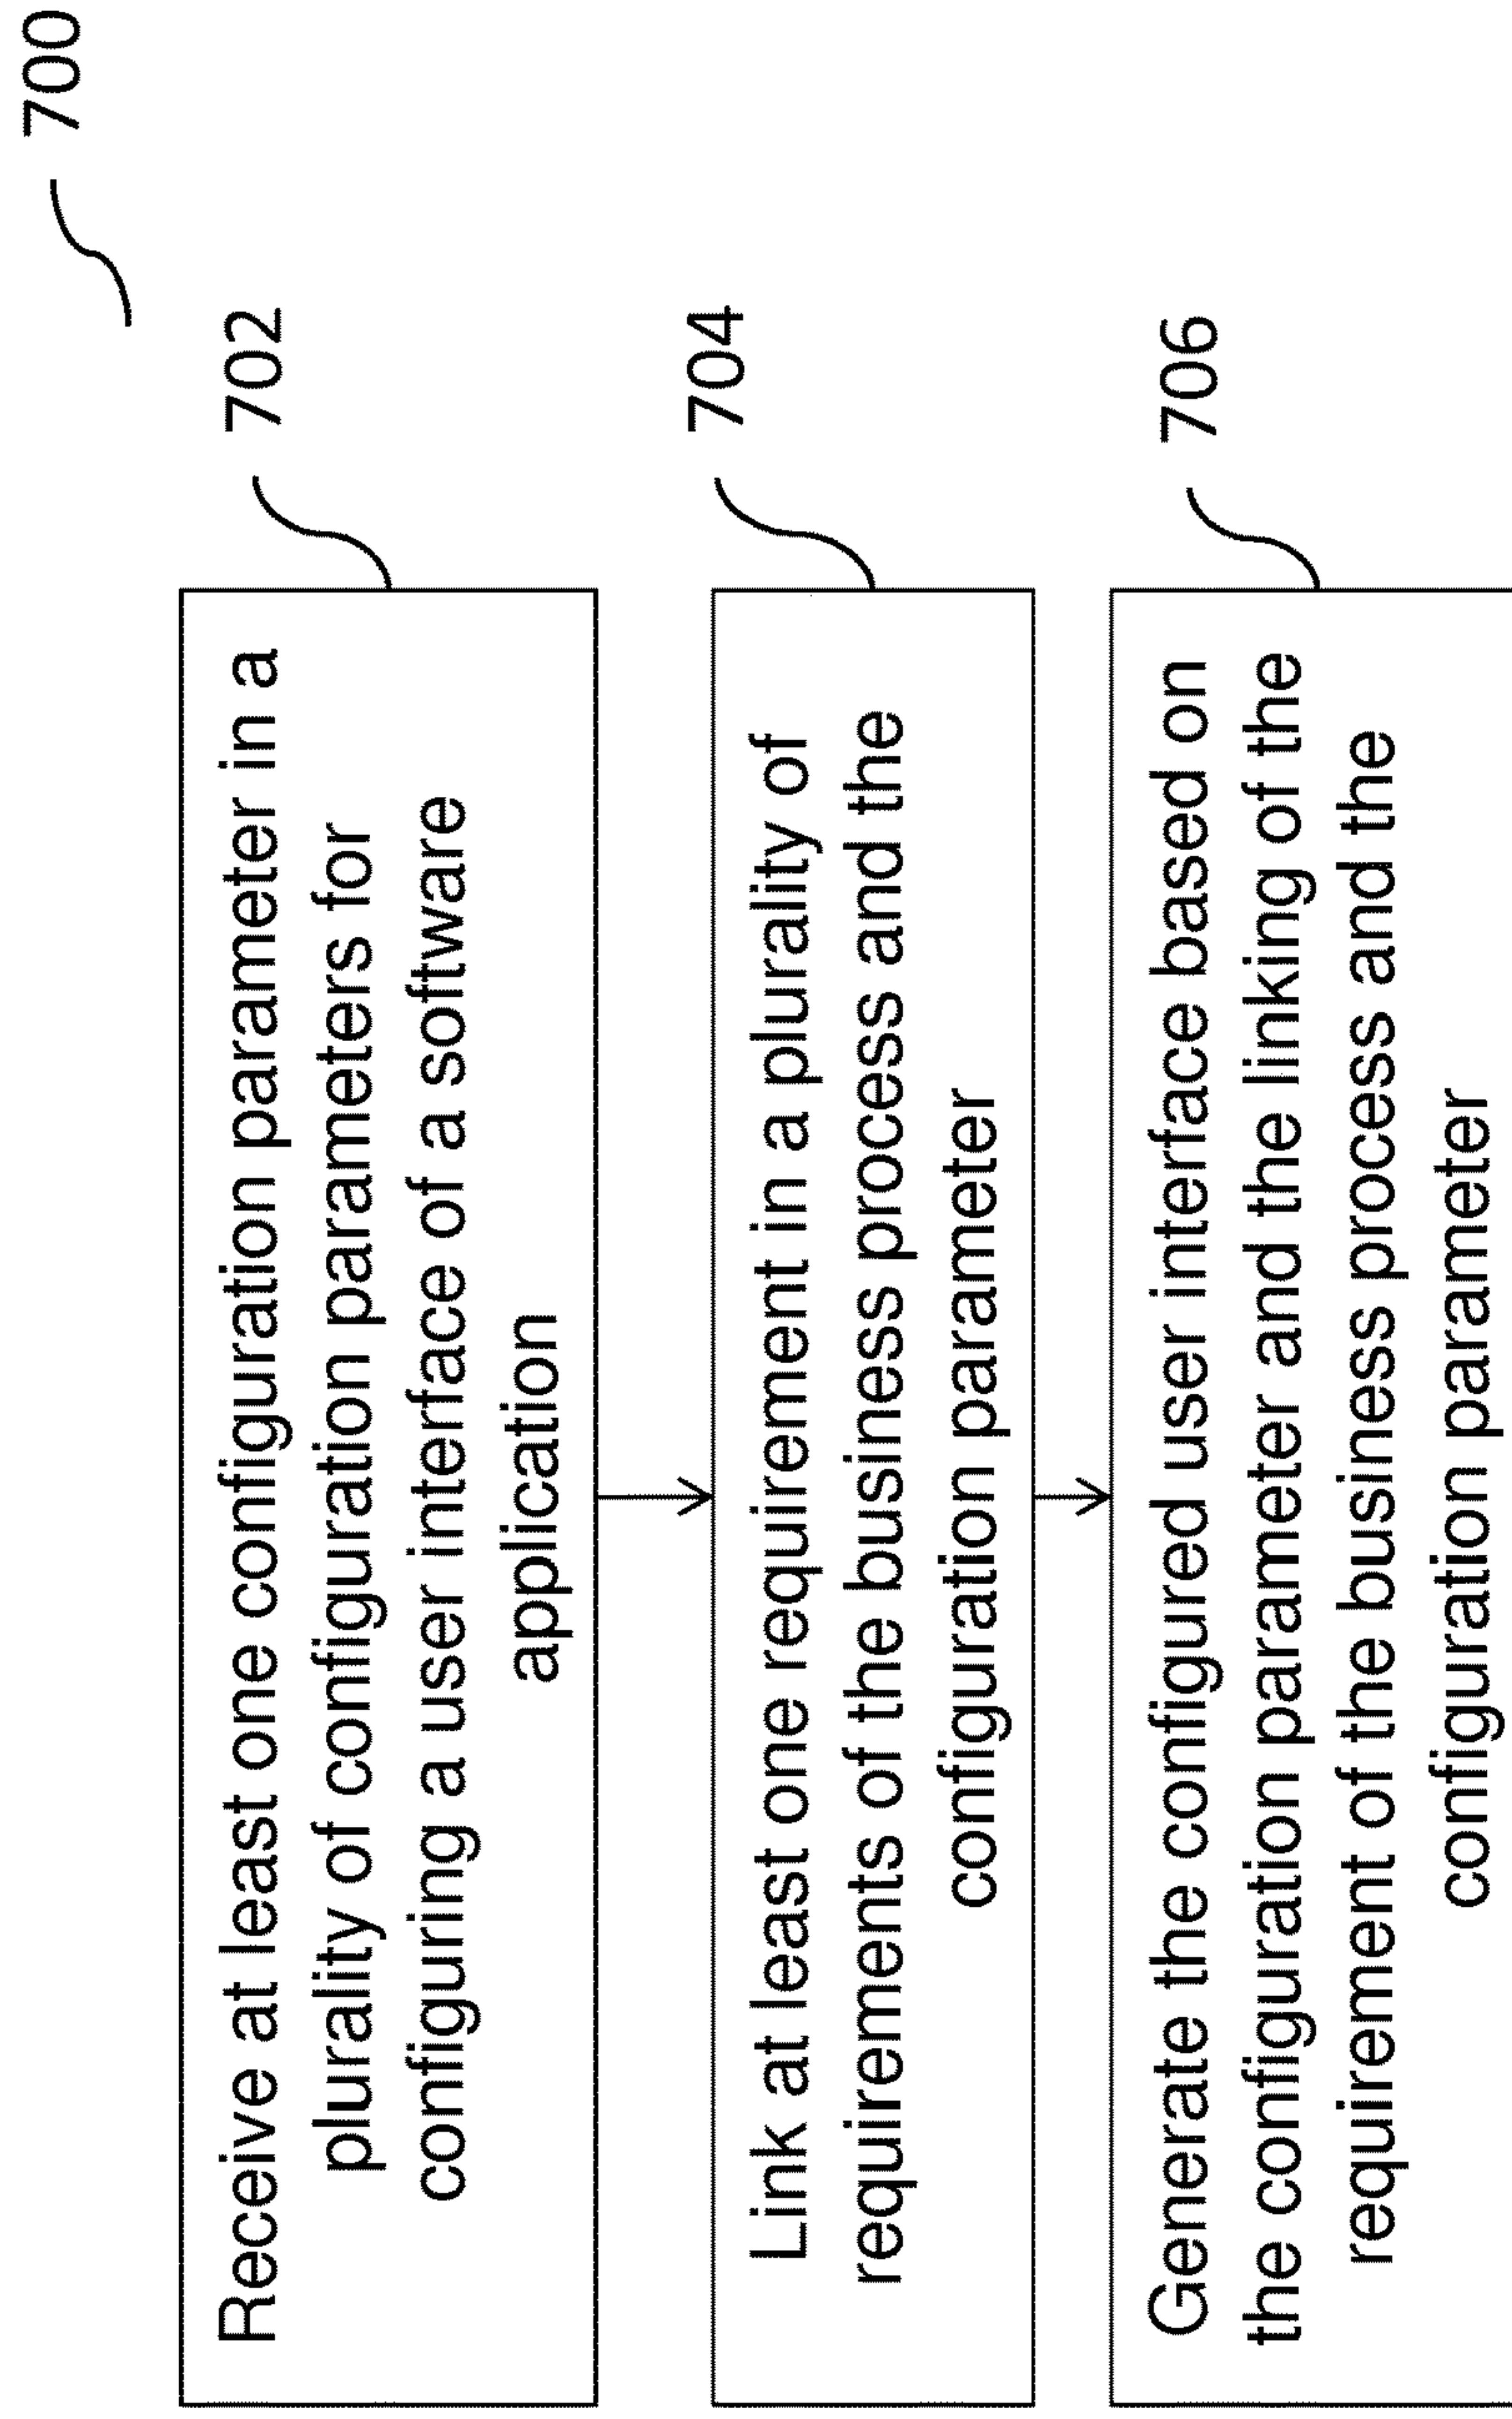 700
702
Receive at least one configuration parameter in a
plurality of configuration parameters for
configuring a user interface of a software
application
704
Link at least one requirement in a plurality of
requirements of the business process and the
configuration parameter
706
Generate the configured user interface based on
the configuration parameter and the linking of the
requirement of the business process and the
configuration parameter